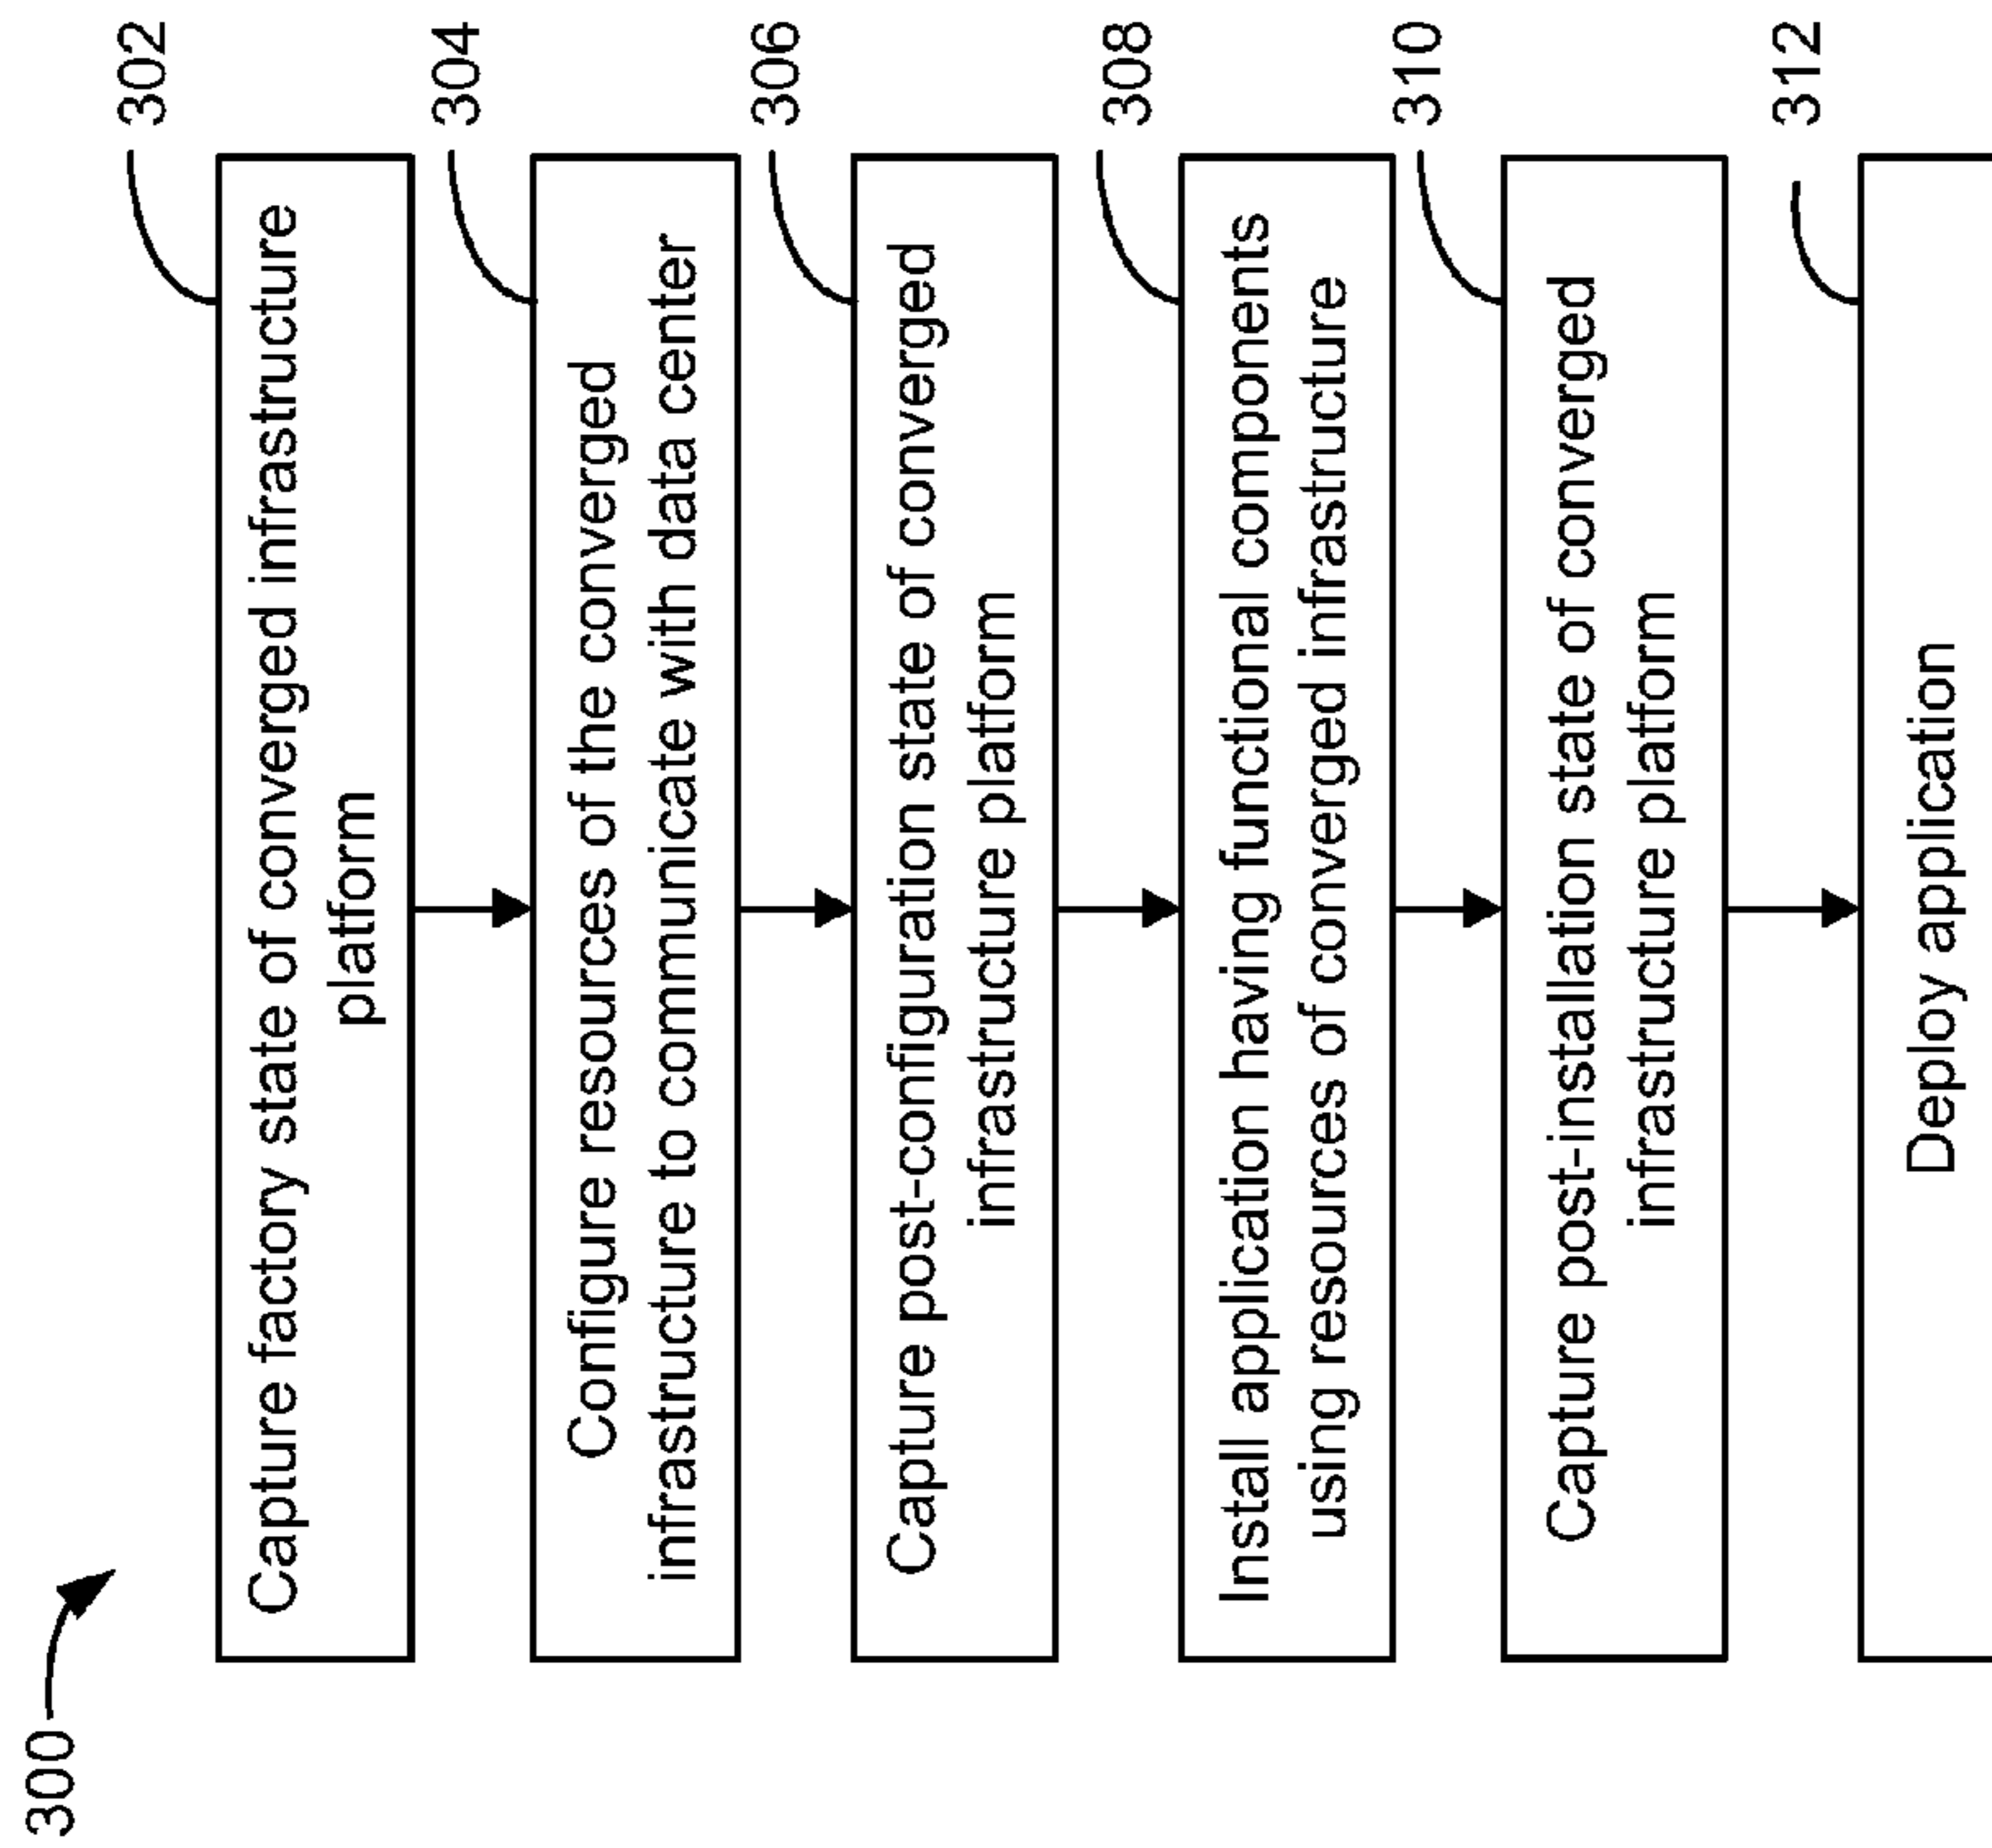 300
302
Capture factory state of converged infrastructure
platform
304
Configure resources of the converged
infrastructure to communicate with data center
306
Capture post-configuration state of converged
infrastructure platform
308
Install application having functional components
using resources of converged infrastructure
310
Capture post-installation state of converged
infrastructure platform
312
Deploy application